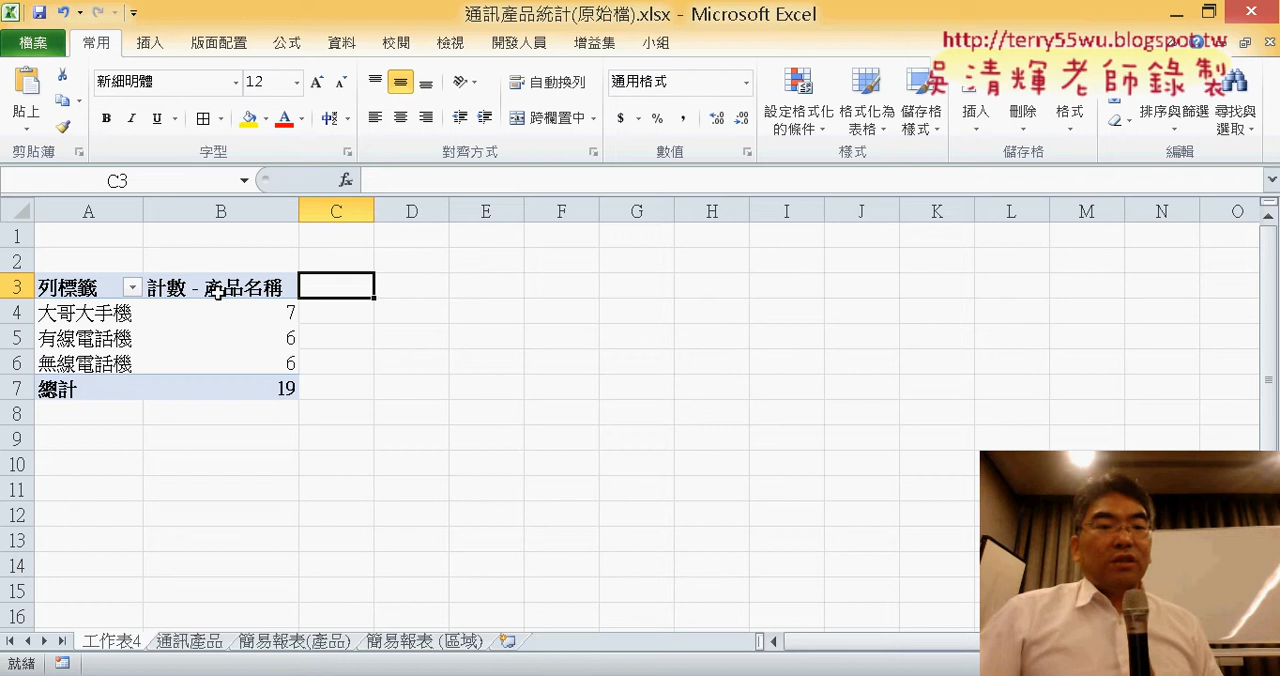 通訊產品統計(原始檔).xlsx - Microsoft Excel
http://terry55wu.blogspot.tw
吳清輝老師錄製
檔案 常用 插入 版面配置 公式 資料 校閱 檢視 開發人員 增益集 小組
貼上 新細明體 12 自動換列 通用格式 設定格式化的條件 格式化為表格 儲存格樣式 插入 刪除 格式 排序與篩選 尋找與選取
B I U 中 跨欄置中 $ %
剪貼簿 字型 對齊方式 數值 樣式 儲存格 編輯
C3 fx
A B C D E F G H I J K L M N O
1
2
3 列標籤 計數 - 產品名稱
4 大哥大手機 7
5 有線電話機 6
6 無線電話機 6
7 總計 19
8
9
10
11
12
13
14
15
16
工作表4 通訊產品 簡易報表(產品) 簡易報表 (區域)
就緒